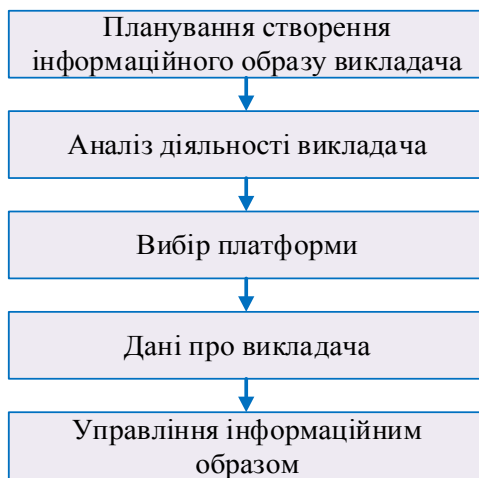 Планування створення
інформаційного образу викладача
Аналіз діяльності викладача
Вибір платформи
Дані про викладача
Управління інформаційним
образом